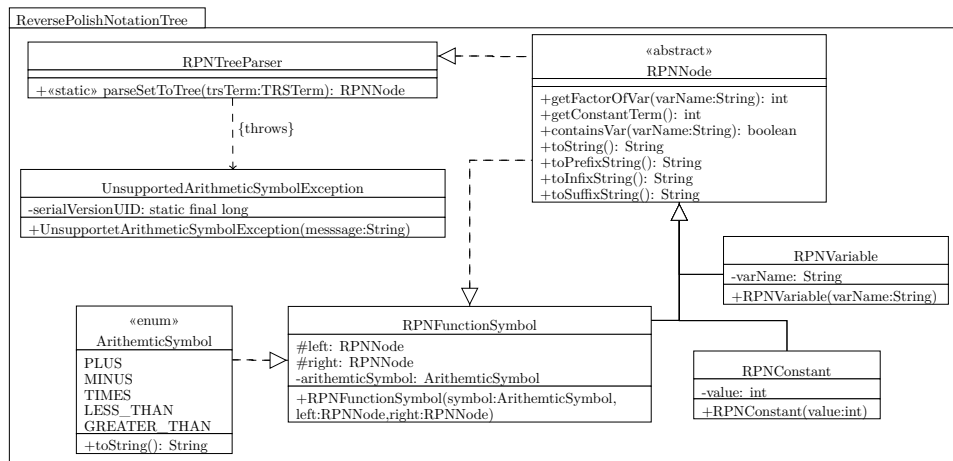 ReversePolishNotationTree
RPNTreeParser
+«static» parseSetToTree(trsTerm:TRSTerm): RPNNode
{throws}
UnsupportedArithmeticSymbolException
-serialVersionUID: static final long
+UnsupportetArithmeticSymbolException(messsage:String)
«abstract»
RPNNode
+getFactorOfVar(varName:String): int
+getConstantTerm(): int
+containsVar(varName:String): boolean
+toString(): String
+toPrefixString(): String
+toInfixString(): String
+toSuffixString(): String
RPNVariable
-varName: String
+RPNVariable(varName:String)
«enum»
ArithemticSymbol
PLUS
MINUS
TIMES
LESS_THAN
GREATER_THAN
+toString(): String
RPNFunctionSymbol
#left: RPNNode
#right: RPNNode
-arithemticSymbol: ArithemticSymbol
+RPNFunctionSymbol(symbol:ArithemticSymbol,
left:RPNNode,right:RPNNode)
RPNConstant
-value: int
+RPNConstant(value:int)